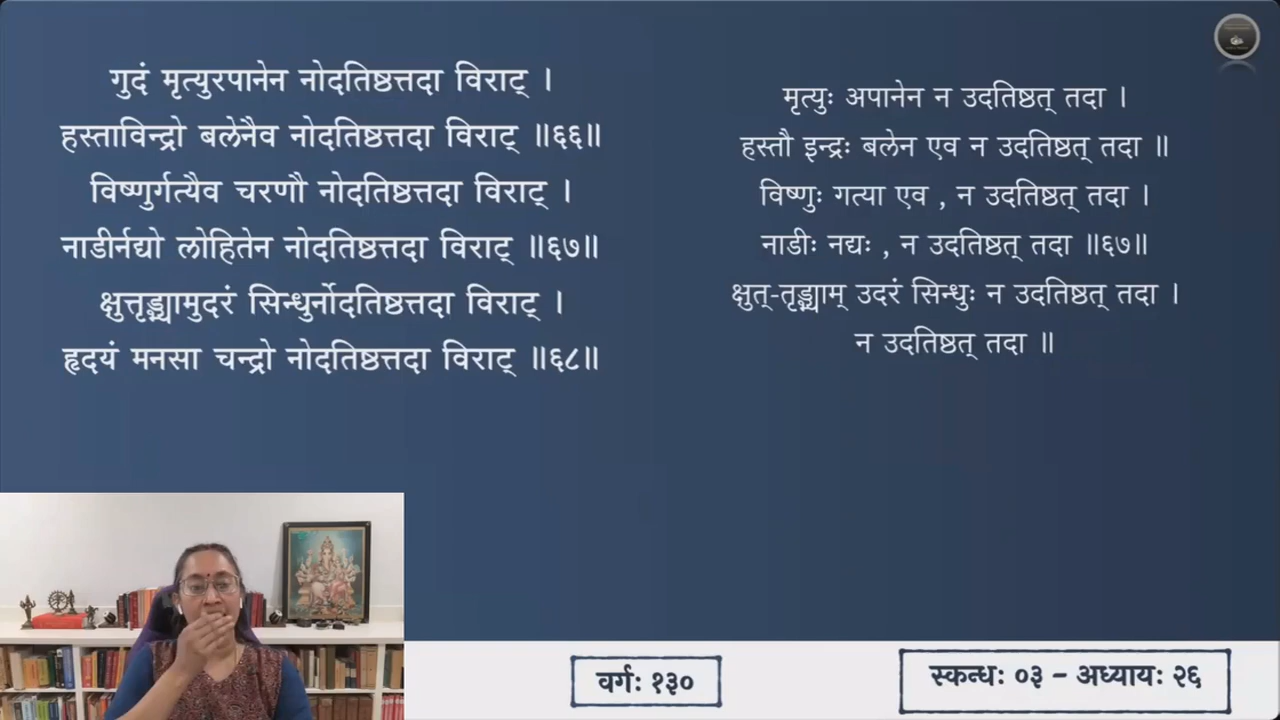 गुदं मृत्युरपानेन नोदतिष्ठत्तदा विराट् ।
हस्ताविन्द्रो बलेनैव नोदतिष्ठत्तदा विराट् ॥६६॥
विष्णुर्गत्यैव चरणौ नोदतिष्ठत्तदा विराट् ।
नाडीर्नद्यो लोहितेन नोदतिष्ठत्तदा विराट् ॥६७॥
क्षुत्तृड्भ्यामुदरं सिन्धुर्नोदतिष्ठत्तदा विराट् ।
हृदयं मनसा चन्द्रो नोदतिष्ठत्तदा विराट् ॥६८॥
मृत्युः अपानेन न उदतिष्ठत् तदा ।
हस्तौ इन्द्रः बलेन एव न उदतिष्ठत् तदा ॥
विष्णुः गत्या एव , न उदतिष्ठत् तदा ।
नाडीः नद्यः , न उदतिष्ठत् तदा ॥६७॥
क्षुत्-तृड्भ्याम् उदरं सिन्धुः न उदतिष्ठत् तदा ।
न उदतिष्ठत् तदा ॥
वर्गः १३०
स्कन्धः ०३ - अध्यायः २६